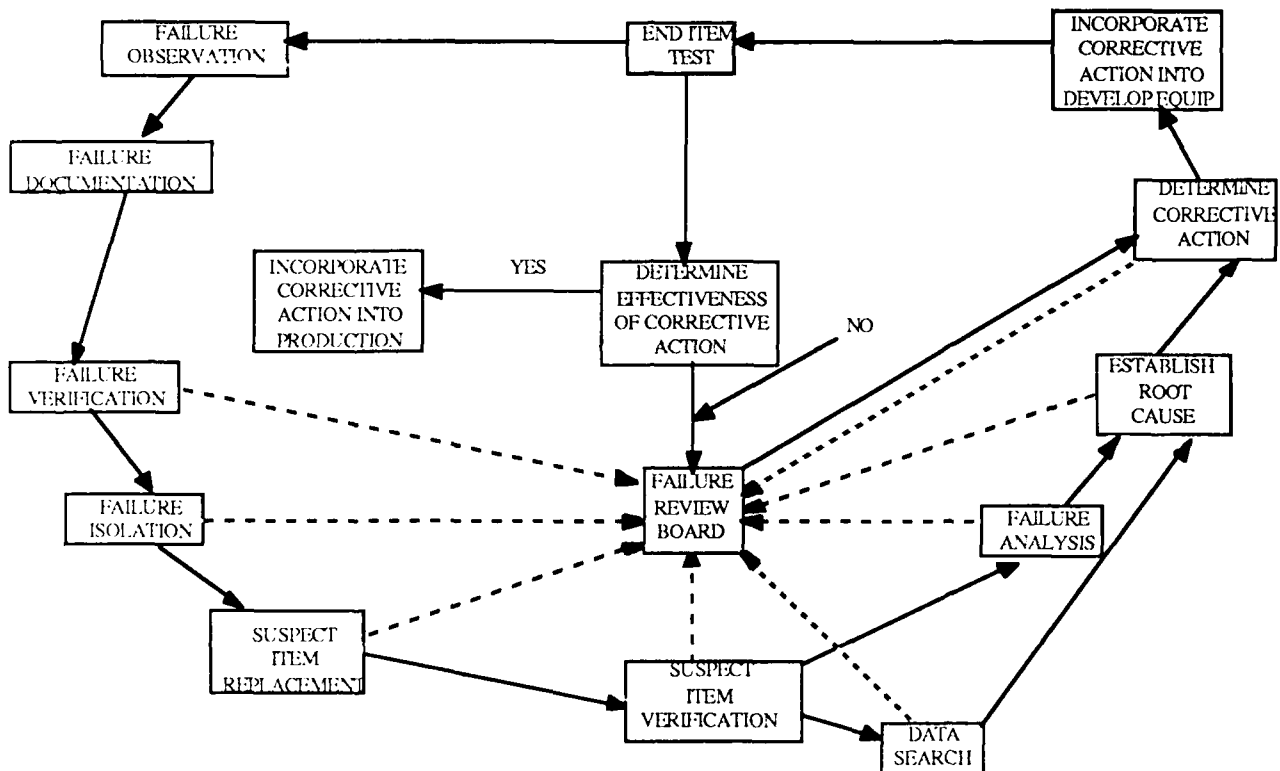 FAILURE
OBSERVATION
END ITEM
TEST
INCORPORATE
CORRECTIVE
ACTION INTO
DEVELOP EQUIP
FAILURE
DOCUMENTATION
DETERMINE
CORRECTIVE
ACTION
INCORPORATE
CORRECTIVE
ACTION INTO
PRODUCTION
YES
DETERMINE
EFFECTIVENESS
OF CORRECTIVE
ACTION
NO
FAILURE
VERIFICATION
ESTABLISH
ROOT
CAUSE
FAILURE
ISOLATION
FAILURE
REVIEW
BOARD
FAILURE
ANALYSIS
SUSPECT
ITEM
REPLACEMENT
SUSPECT
ITEM
VERIFICATION
DATA
SEARCH